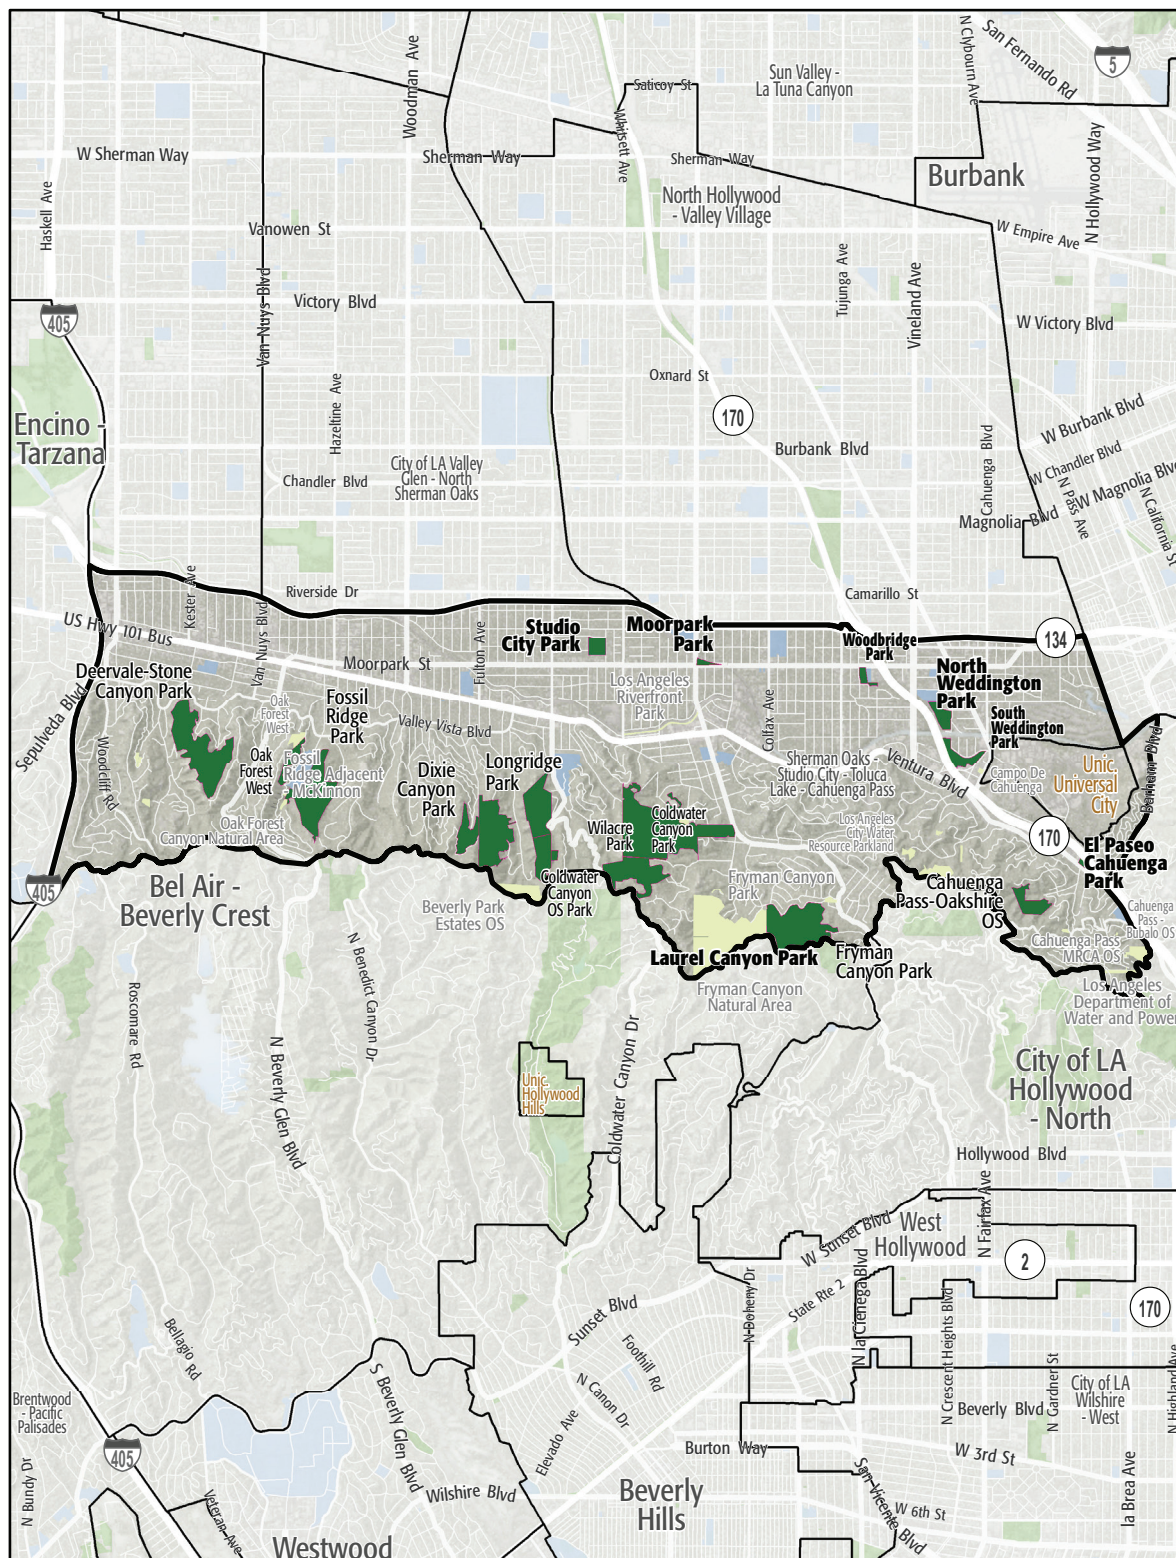 N Clybourn Ave
San Fernando Rd
5
Woodman Ave
Sun Valley -
La Tuna Canyon
Saticoy St
Whitsett Ave
N Hollywood Way
W Sherman Way
Sherman Way
Sherman Way
Burbank
Haskell Ave
North Hollywood
- Valley Village
Vanowen St
W Empire Ave
Tujunga Ave
Vineland Ave
Van Nuys Blvd
Victory Blvd
405
W Victory Blvd
Oxnard St
Hazeltine Ave
170
Encino -
Tarzana
W Burbank Blvd
Burbank Blvd
Cahuenga Blvd
W Chandler Blvd
City of LA Valley
Glen - North
Sherman Oaks
Chandler Blvd
N Pass Ave
W Magnolia Blvd
N California St
Magnolia Blvd
Kester Ave
Riverside Dr
Camarillo St
US Hwy 101 Bus
Van Nuys Blvd
Fulton Ave
Studio
City Park
Moorpark
Park
Woodbridge
Park
134
Moorpark St
Deervale-Stone
Canyon Park
North
Weddington
Park
Los Angeles
Riverfront
Park
Colfax Ave
Sepulveda Blvd
Oak
Forest
West
Fossil
Ridge
Park
Valley Vista Blvd
South
Weddington
Park
Woodcliff Rd
Oak
Forest
West
Fossil
Ridge Adjacent
McKinnon
Dixie
Canyon
Park
Longridge
Park
Sherman Oaks -
Studio City - Toluca
Lake - Cahuenga Pass
Ventura Blvd
Campo De
Cahuenga
Unic.
Universal
City
Barham Blvd
Oak Forest
Canyon Natural Area
Wilacre
Park
Coldwater
Canyon
Park
Los Angeles
City Water
Resource Parkland
170
El Paseo
Cahuenga
Park
405
Bel Air -
Beverly Crest
Coldwater
Canyon
OS Park
Fryman Canyon
Park
Cahuenga
Pass-Oakshire
OS
Beverly Park
Estates OS
Cahuenga
Pass -
Bubalo OS
Cahuenga Pass
MRCA OS
Laurel Canyon Park
Fryman
Canyon Park
N Benedict Canyon Dr
Roscomare Rd
Fryman Canyon
Natural Area
Los Angeles
Department of
Water and Power
N Beverly Glen Blvd
Coldwater Canyon Dr
Unic.
Hollywood
Hills
City of LA
Hollywood
- North
Hollywood Blvd
N Fairfax Ave
W Sunset Blvd
West
Hollywood
2
N la Cienega Blvd
N Doheny Dr
State Rte 2
N Crescent Heights Blvd
170
Sunset Blvd
Bellagio Rd
Foothill Rd
N Gardner St
N Highland Ave
S Beverly Glen Blvd
N Canon Dr
City of LA
Wilshire
- West
Brentwood
- Pacific
Palisades
Beverly Blvd
Elevado Ave
405
Burton Way
W 3rd St
N Bundy Dr
la Brea Ave
Veteran Ave
Wilshire Blvd
Beverly
Hills
San Vicente Blvd
W 6th St
Westwood